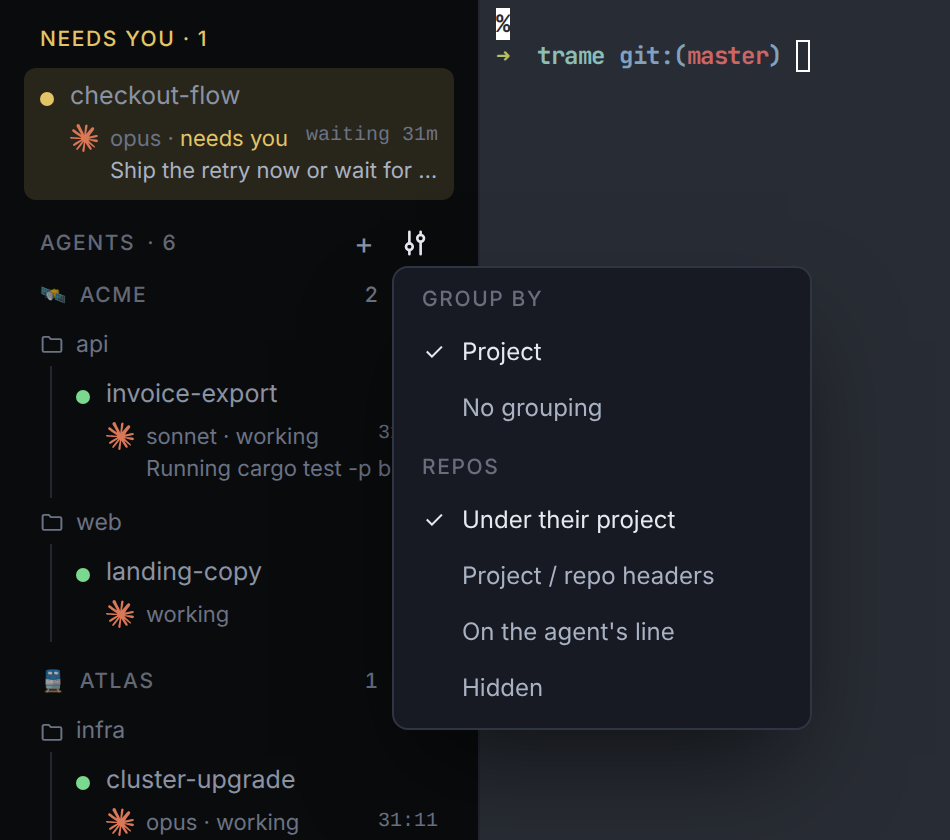 NEEDS YOU · 1
checkout-flow
opus · needs you waiting 31m
Ship the retry now or wait for ...
AGENTS · 6
+
ACME 2
api
invoice-export
sonnet · working
Running cargo test -p
web
landing-copy
working
ATLAS 1
infra
cluster-upgrade
opus · working 31:11
GROUP BY
✓ Project
No grouping
REPOS
✓ Under their project
Project / repo headers
On the agent's line
Hidden
%
→ trame git:(master)